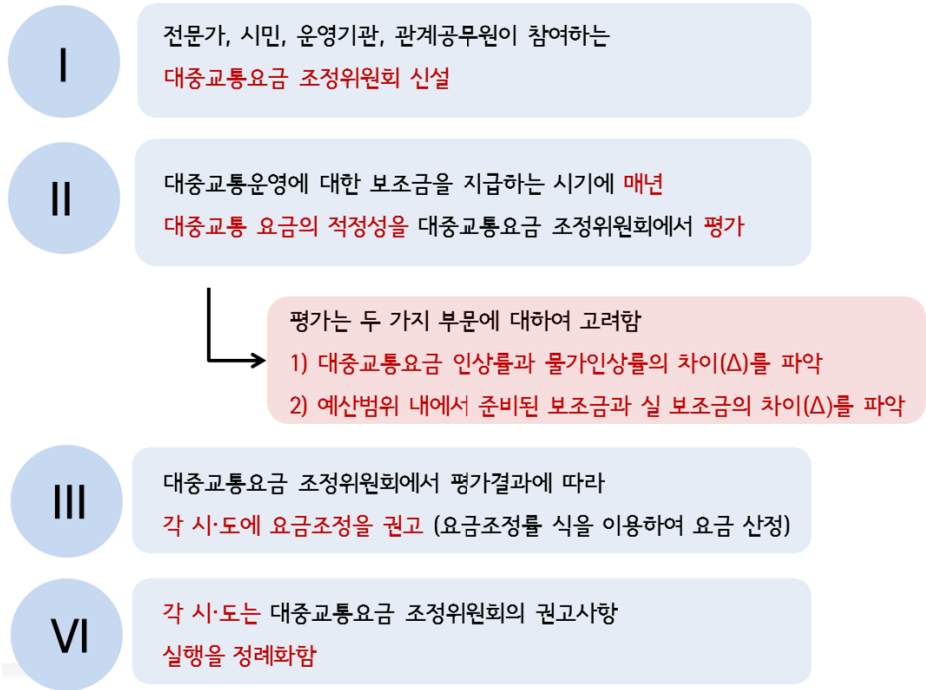 I
전문가, 시민, 운영기관, 관계공무원이 참여하는
대중교통요금 조정위원회 신설
II
대중교통운영에 대한 보조금을 지급하는 시기에 매년
대중교통 요금의 적정성을 대중교통요금 조정위원회에서 평가
평가는 두 가지 부문에 대하여 고려함
1) 대중교통요금 인상률과 물가인상률의 차이(Δ)를 파악
2) 예산범위 내에서 준비된 보조금과 실 보조금의 차이(Δ)를 파악
III
대중교통요금 조정위원회에서 평가결과에 따라
각 시·도에 요금조정을 권고 (요금조정률 식을 이용하여 요금 산정)
VI
각 시·도는 대중교통요금 조정위원회의 권고사항
실행을 정례화함